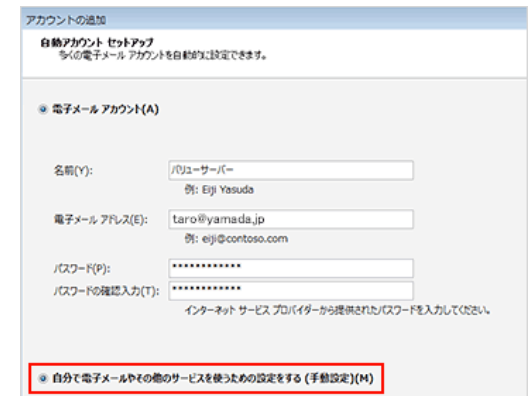 アカウントの追加
自動アカウント セットアップ
多くの電子メール アカウントを自動的に設定できます。
電子メール アカウント(A)
名前(Y):
バリューサーバー
例: Eiji Yasuda
電子メール アドレス(E):
taro@yamada.jp
例: eiji@contoso.com
パスワード(P):
************
パスワードの確認入力(T):
************
インターネット サービス プロバイダーから提供されたパスワードを入力してください。
自分で電子メールやその他のサービスを使うための設定をする (手動設定)(M)